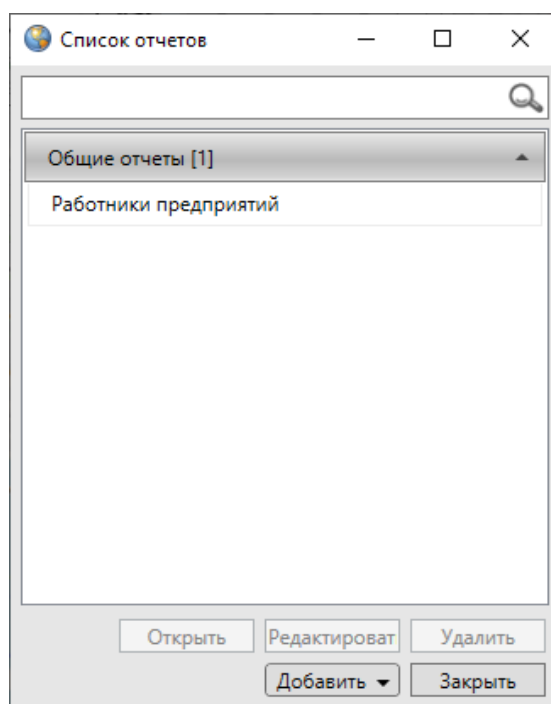 Список отчетов
Общие отчеты [1]
Работники предприятий
Открыть Редактироват Удалить
Добавить Закрыть